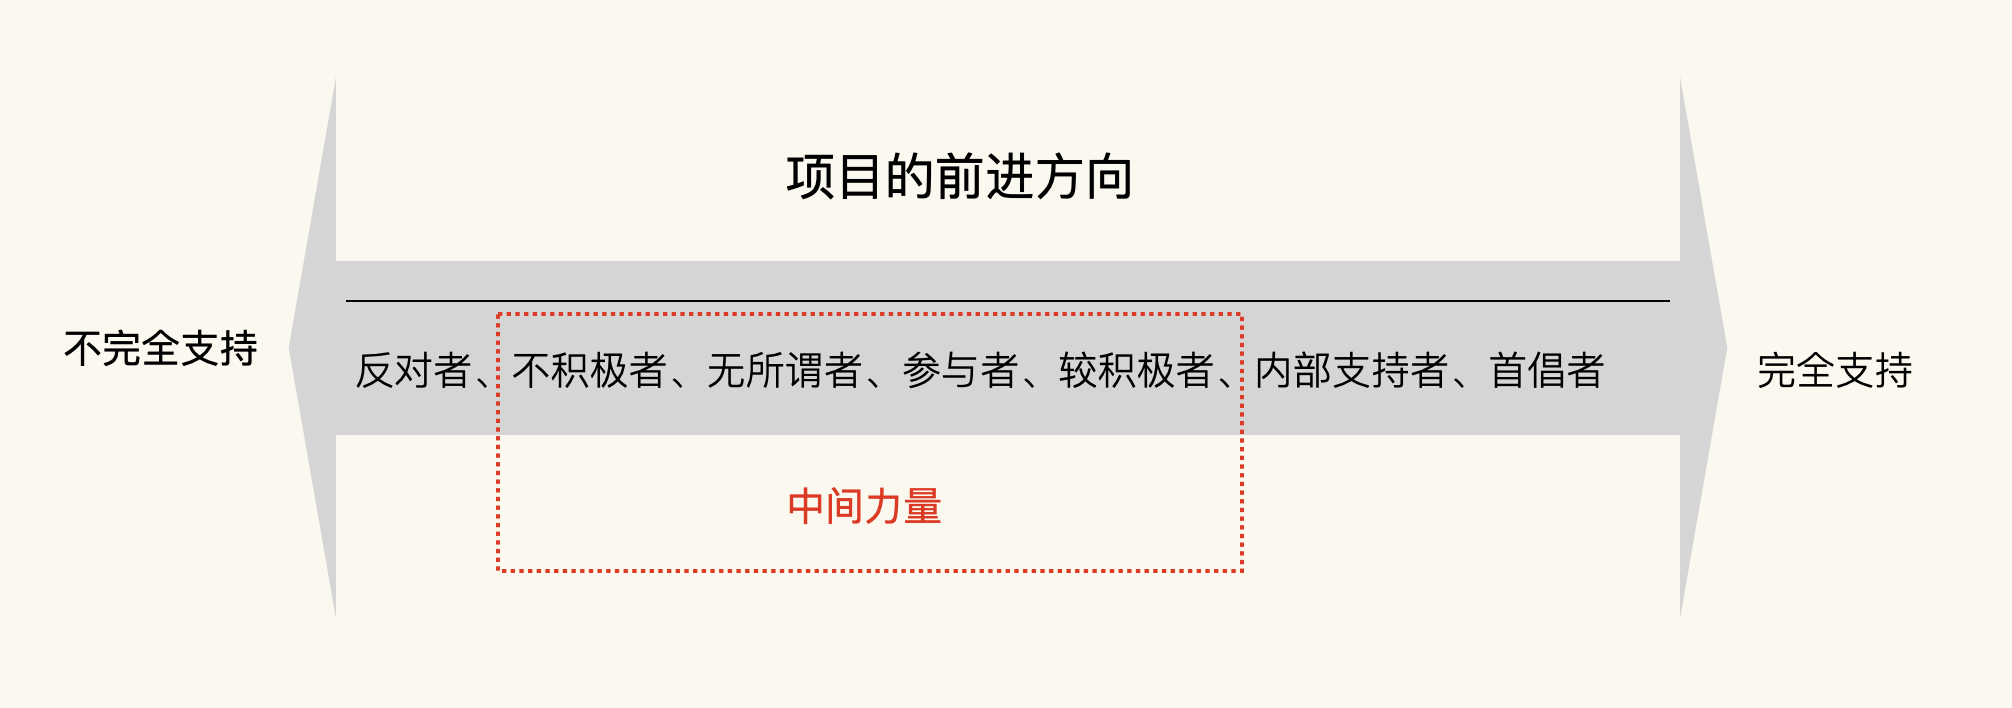 项目的前进方向
不完全支持
反对者、不积极者、无所谓者、参与者、较积极者、内部支持者、首倡者
完全支持
中间力量